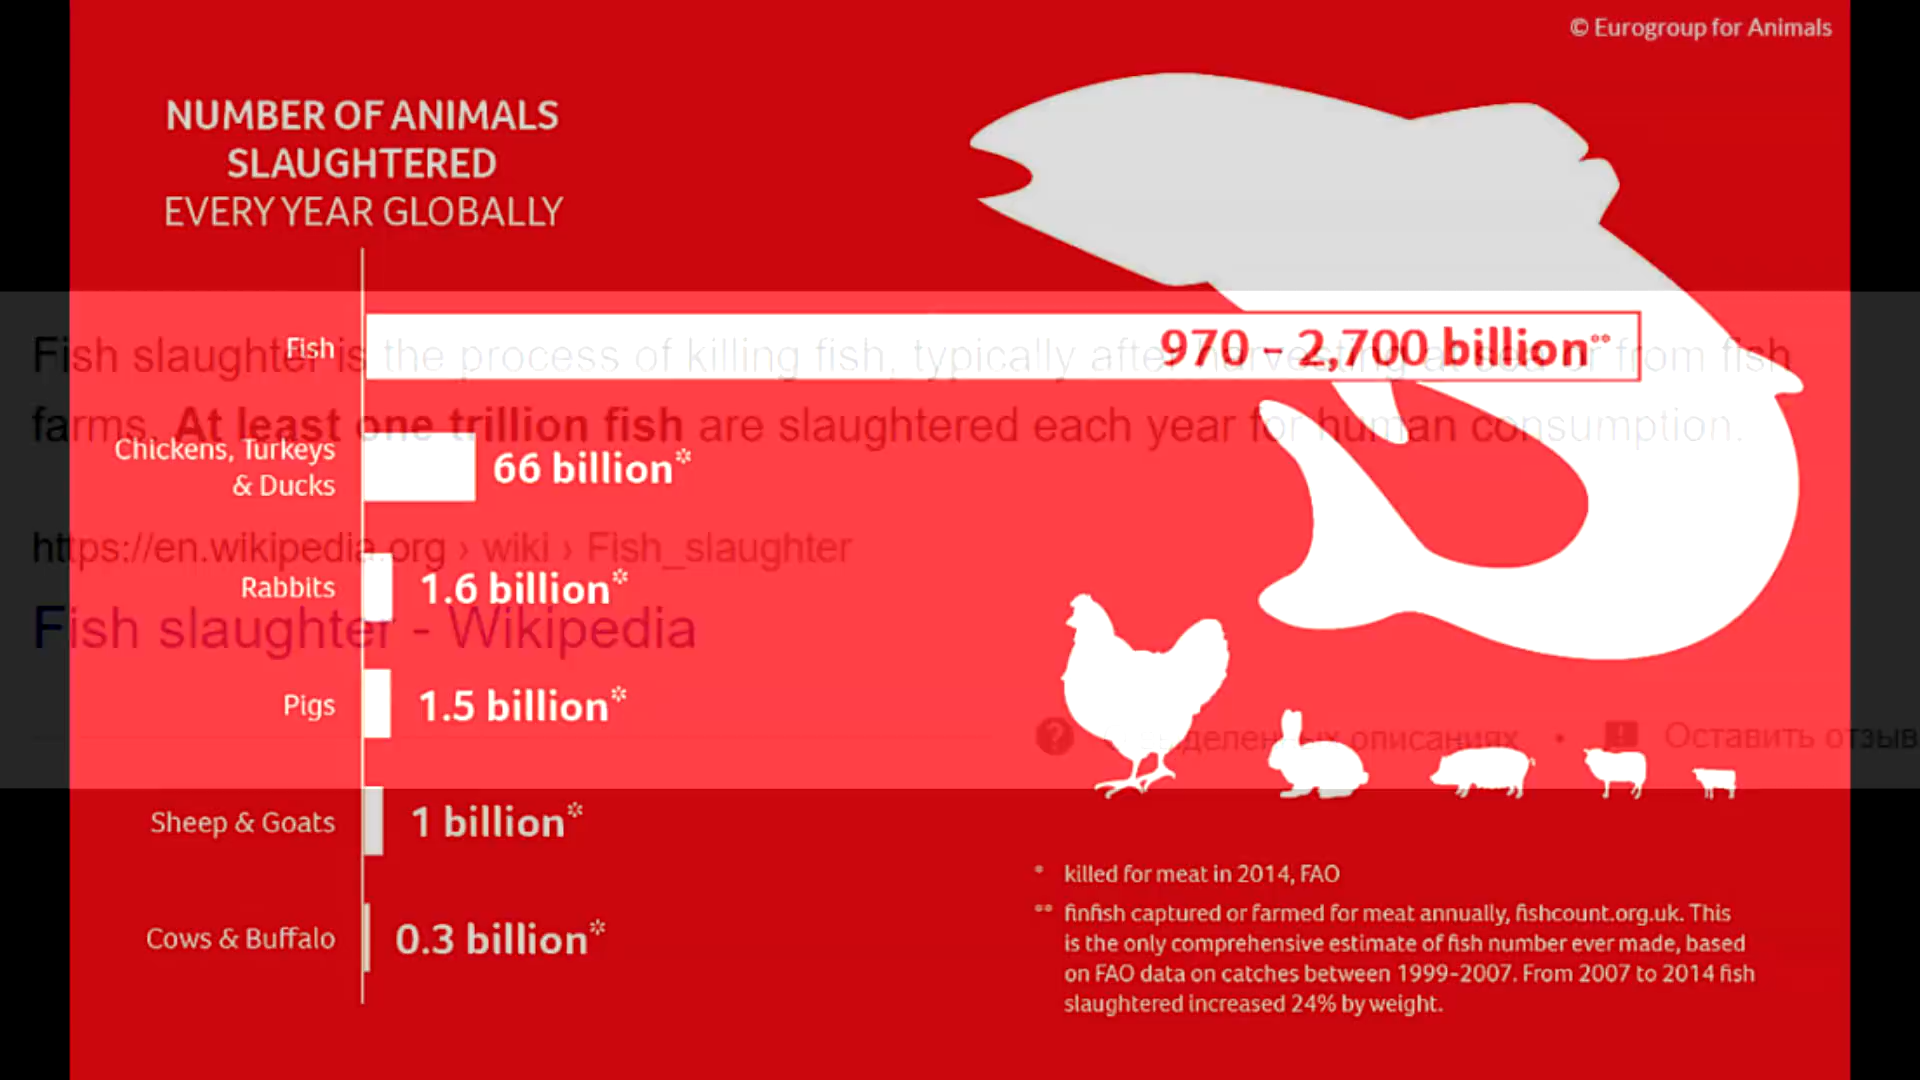 © Eurogroup for Animals
NUMBER OF ANIMALS
SLAUGHTERED
EVERY YEAR GLOBALLY
Fish
970 – 2,700 billion**
Fish slaughter is the process of killing fish, typically after harvesting at sea or from fish
farms. At least one trillion fish are slaughtered each year for human consumption.
Chickens, Turkeys
& Ducks
66 billion*
https://en.wikipedia.org › wiki › Fish_slaughter
Rabbits
1.6 billion*
Fish slaughter - Wikipedia
Pigs
1.5 billion*
описаниях • Оставить отзыв
Sheep & Goats
1 billion*
Cows & Buffalo
0.3 billion*
* killed for meat in 2014, FAO
** finfish captured or farmed for meat annually, fishcount.org.uk. This
is the only comprehensive estimate of fish number ever made, based
on FAO data on catches between 1999-2007. From 2007 to 2014 fish
slaughtered increased 24% by weight.